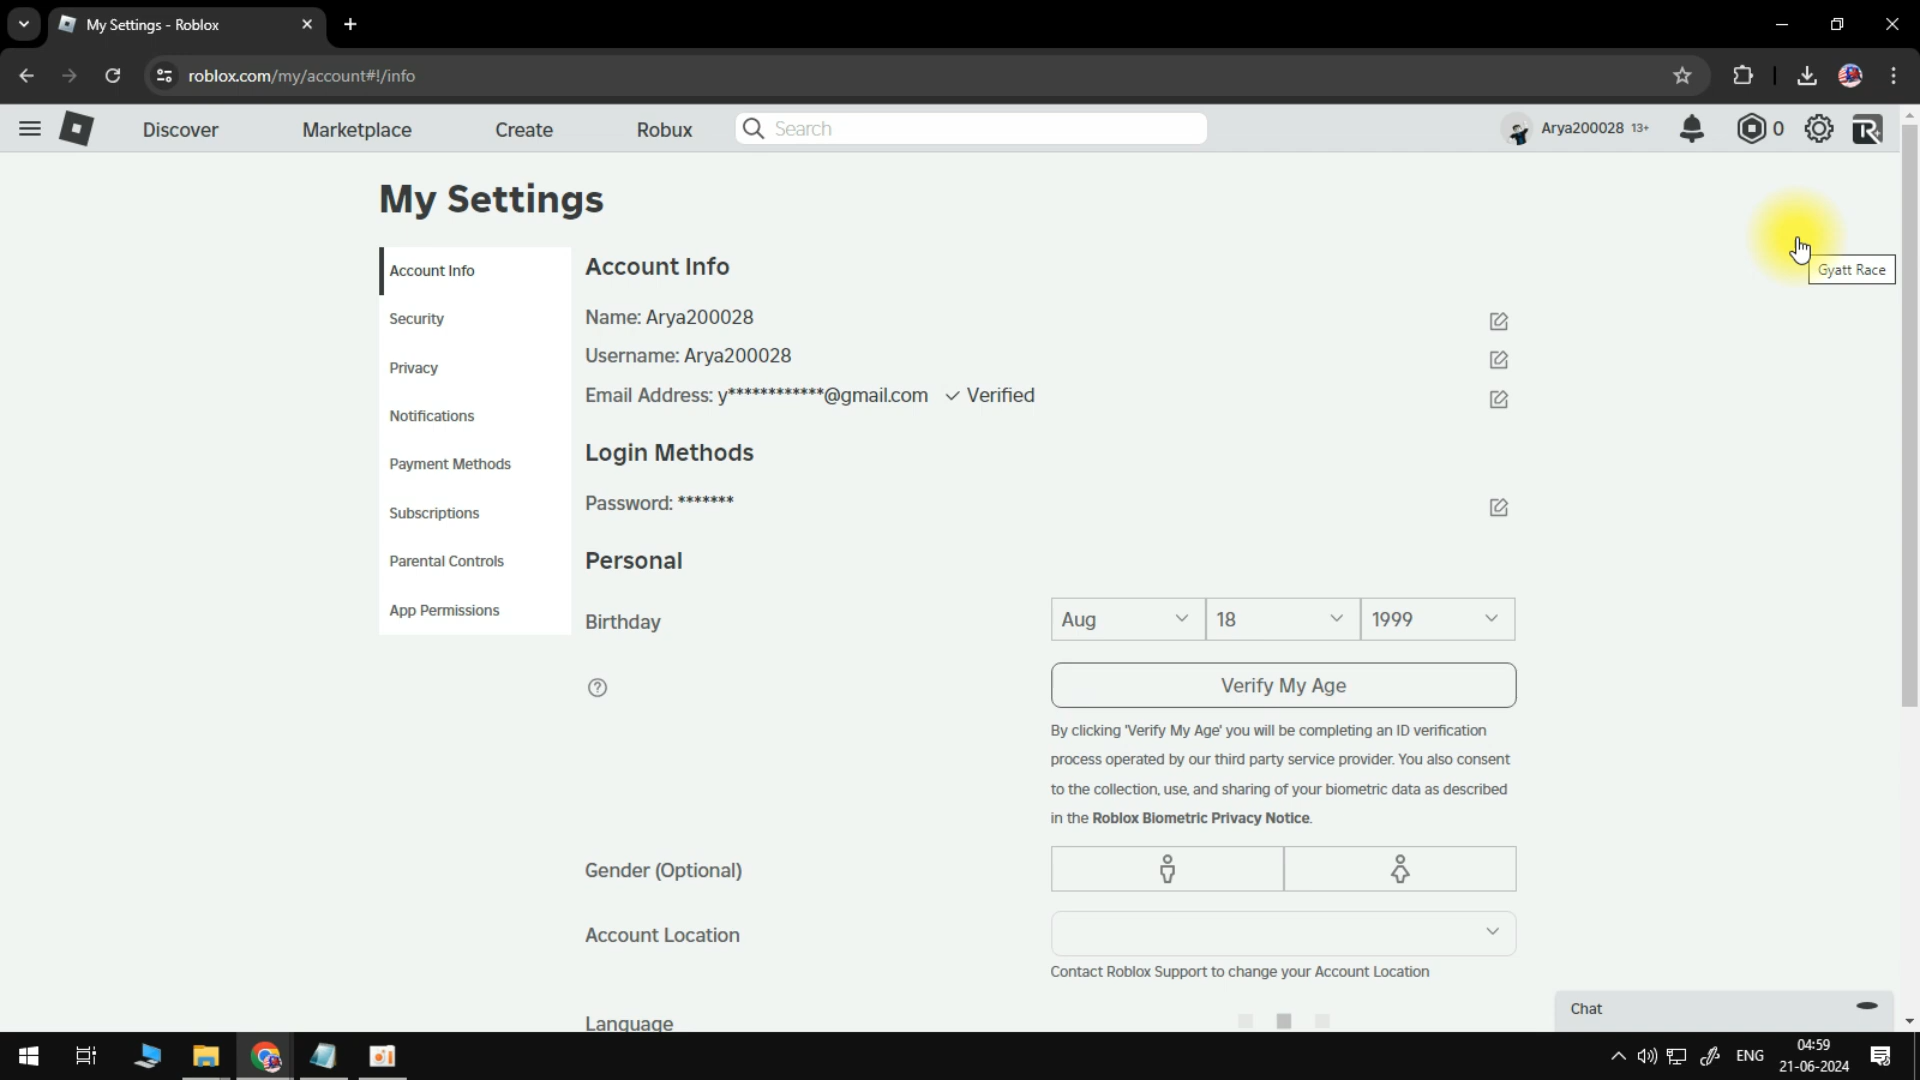 My Settings - Roblox
roblox.com/my/account#!/info
Discover
Marketplace
Create
Robux
Search
Arya200028 13+
0
My Settings
Gyatt Race
Account Info
Security
Privacy
Notifications
Payment Methods
Subscriptions
Parental Controls
App Permissions
Account Info
Name: Arya200028
Username: Arya200028
Email Address: y************@gmail.com Verified
Login Methods
Password: *******
Personal
Birthday
Aug 18 1999
Verify My Age
By clicking 'Verify My Age' you will be completing an ID verification
process operated by our third party service provider. You also consent
to the collection, use, and sharing of your biometric data as described
in the Roblox Biometric Privacy Notice.
Gender (Optional)
Account Location
Contact Roblox Support to change your Account Location
Language
Chat
ENG
04:59
21-06-2024